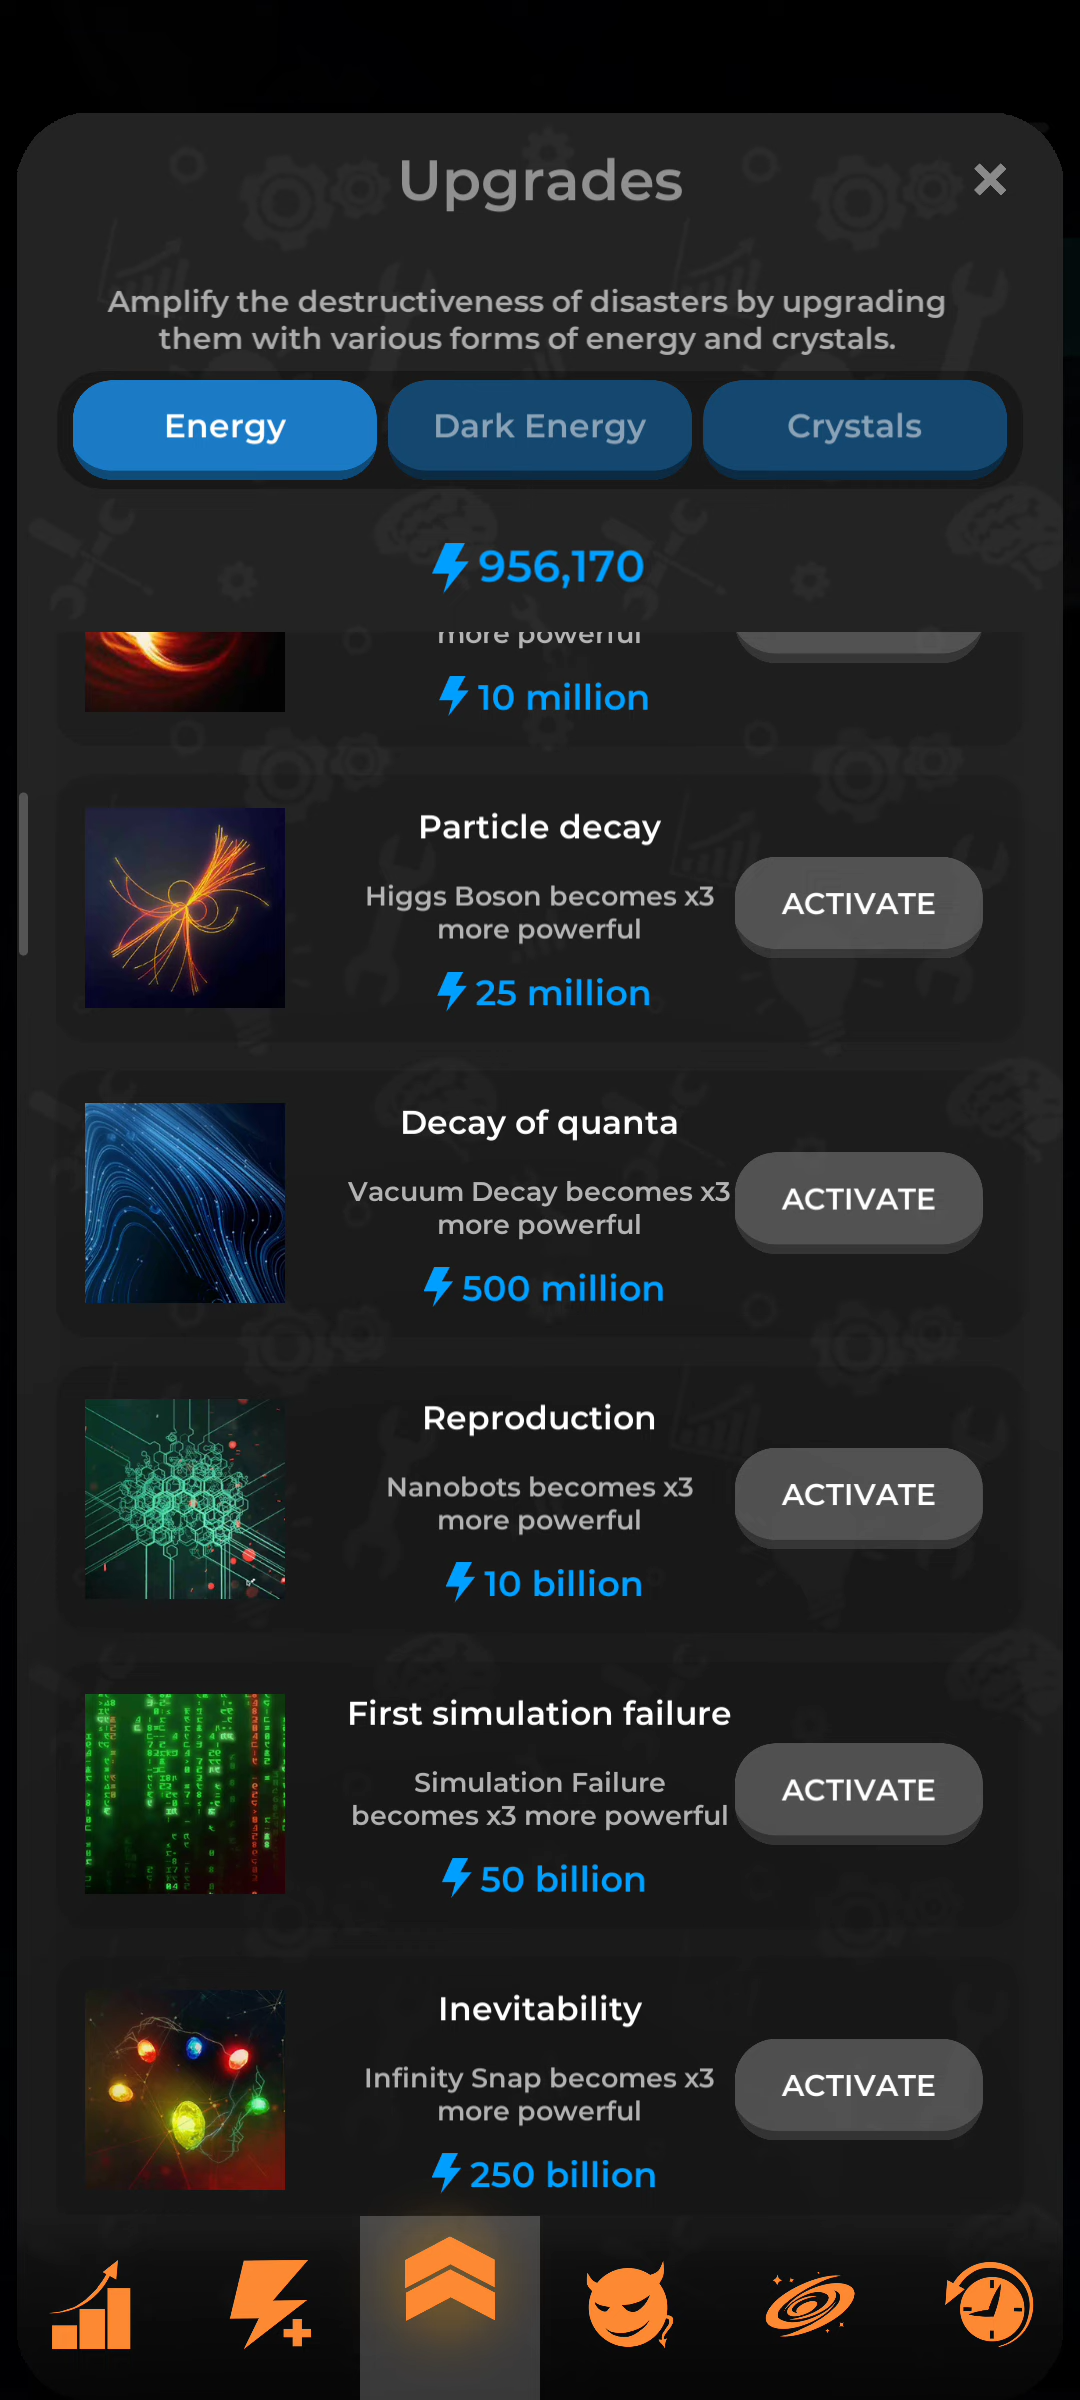 Upgrades
Amplify the destructiveness of disasters by upgrading
them with various forms of energy and crystals.
Energy
Dark Energy
Crystals
956,170
more powerful
10 million
Particle decay
Higgs Boson becomes x3
more powerful
25 million
ACTIVATE
Decay of quanta
Vacuum Decay becomes x3
more powerful
500 million
ACTIVATE
Reproduction
Nanobots becomes x3
more powerful
10 billion
ACTIVATE
First simulation failure
Simulation Failure
becomes x3 more powerful
50 billion
ACTIVATE
Inevitability
Infinity Snap becomes x3
more powerful
250 billion
ACTIVATE